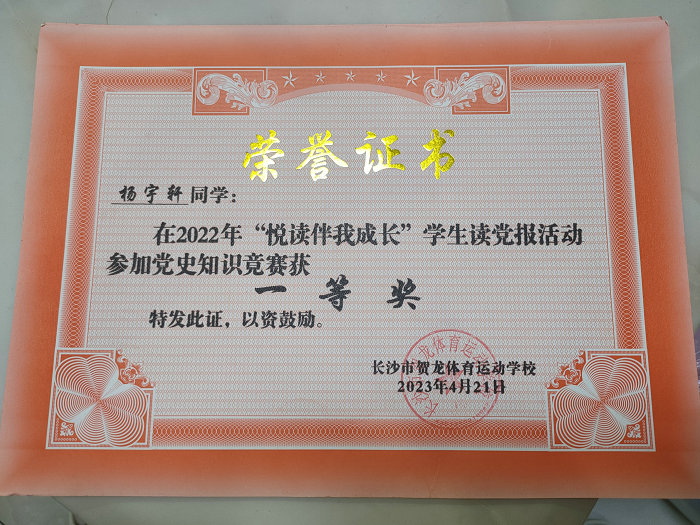 荣誉证书
杨宇轩同学：
在2022年“悦读伴我成长”学生读党报活动
参加党史知识竞赛获
一等奖
特发此证，以资鼓励。
长沙市贺龙体育运动学校
2023年4月21日